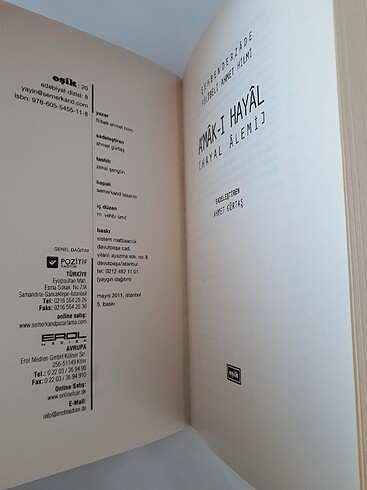 eşik : 20
edebiyat dizisi: 8
yayin@semerkand.com
isbn: 978-605-5455-11-8
yazar
filibeli ahmet hilmi
sadeleştiren
ahmet gürtaş
tashih
zekai şengün
kapak
semerkand tasarım
iç düzen
m. vehbi ümit
baskı
sistem matbaacılık
davutpaşa cad.
yılanlı ayazma sok. no. 8
davutpaşa/istanbul
tel: 0212 482 11 01
(yaygın dağıtım)
mayıs 2011, istanbul
5. baskı
GENEL DAĞITIM
POZİTİF
DAĞITIM
TÜRKİYE
Eyüpsultan Mah.
Esma Sokak. No.7/A
Samandıra-Sancaktepe-İstanbul
Tel: 0216 564 26 26
Faks: 0216 564 26 36
online satış:
www.semerkandpazarlama.com
EROL
MEDIEN
AVRUPA
Erol Medien GmbH Kölner Str.
256-51149 Köln
Tel.: 0 22 03 / 36 94 90
Fax: 0 22 03 / 36 94 910
Online Satış:
www.onlinefuar.de
E-Mail:
info@erolmedien.de
ŞEHBENDERZÂDE
FİLİBELİ AHMET HİLMİ
A'MÂK-I HAYÂL
[HAYAL ÂLEMİ]
SADELEŞTİREN
AHMET GÜRTAŞ
eşik